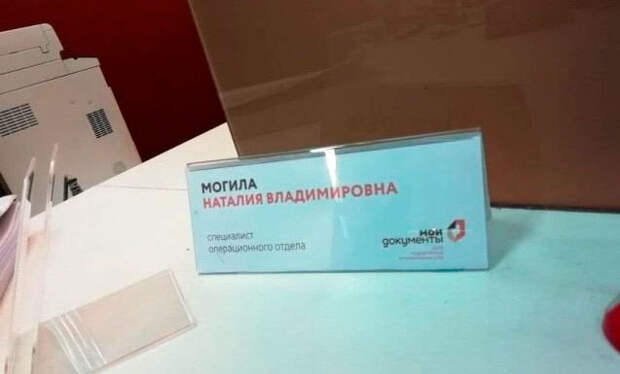 МОГИЛА
НАТАЛИЯ ВЛАДИМИРОВНА
специалист
операционного отдела
мои
документы